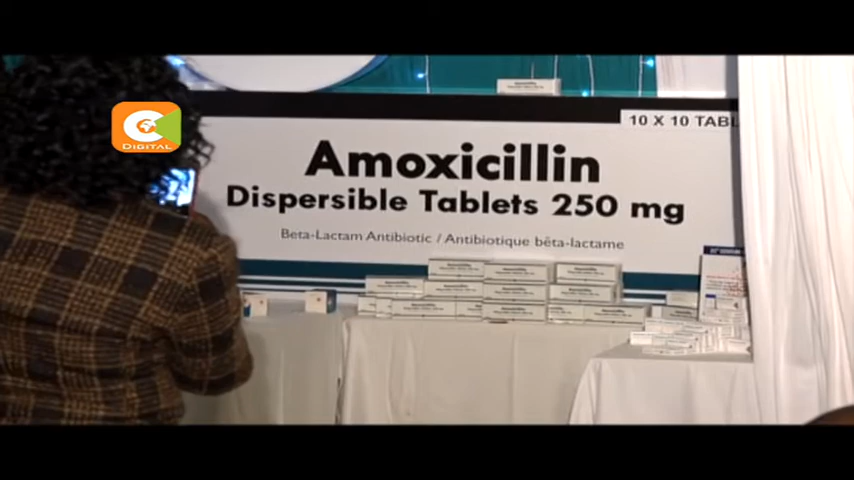 C
DIGITAL
10 X 10 TABL
Amoxicillin
Dispersible Tablets 250 mg
Beta-Lactam Antibiotic / Antibiotique bêta-lactame